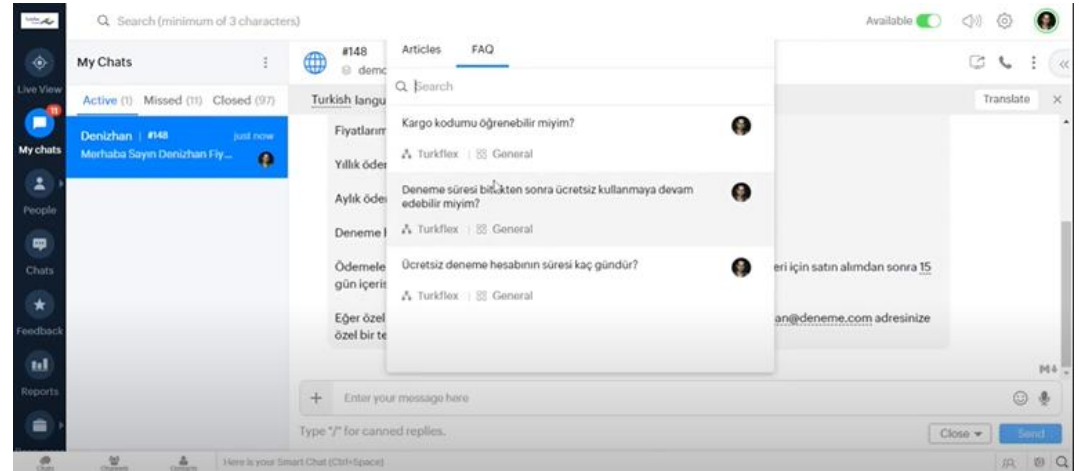 Search (minimum of 3 characters)
Available
Live View
11
My chats
People
Chats
Feedback
Reports
My Chats
Active (1) Missed (11) Closed (97)
Denizhan | #148 just now
Merhaba Sayın Denizhan Fiy...
#148
Turkish langu
Translate
Fiyatlarım
Yıllık öde
Aylık öde
Deneme
Ödemele
eri için satın alımdan sonra 15
gün içeris
Eğer özel
an@deneme.com adresinize
özel bir te
Articles FAQ
Search
Kargo kodumu öğrenebilir miyim?
Turkflex | General
Deneme süresi bittikten sonra ücretsiz kullanmaya devam
edebilir miyim?
Turkflex | General
Ücretsiz deneme hesabının süresi kaç gündür?
Turkflex | General
Enter your message here
Type "/" for canned replies.
Close Send
Chats Channels Contacts Here is your Smart Chat (Ctrl+Space)